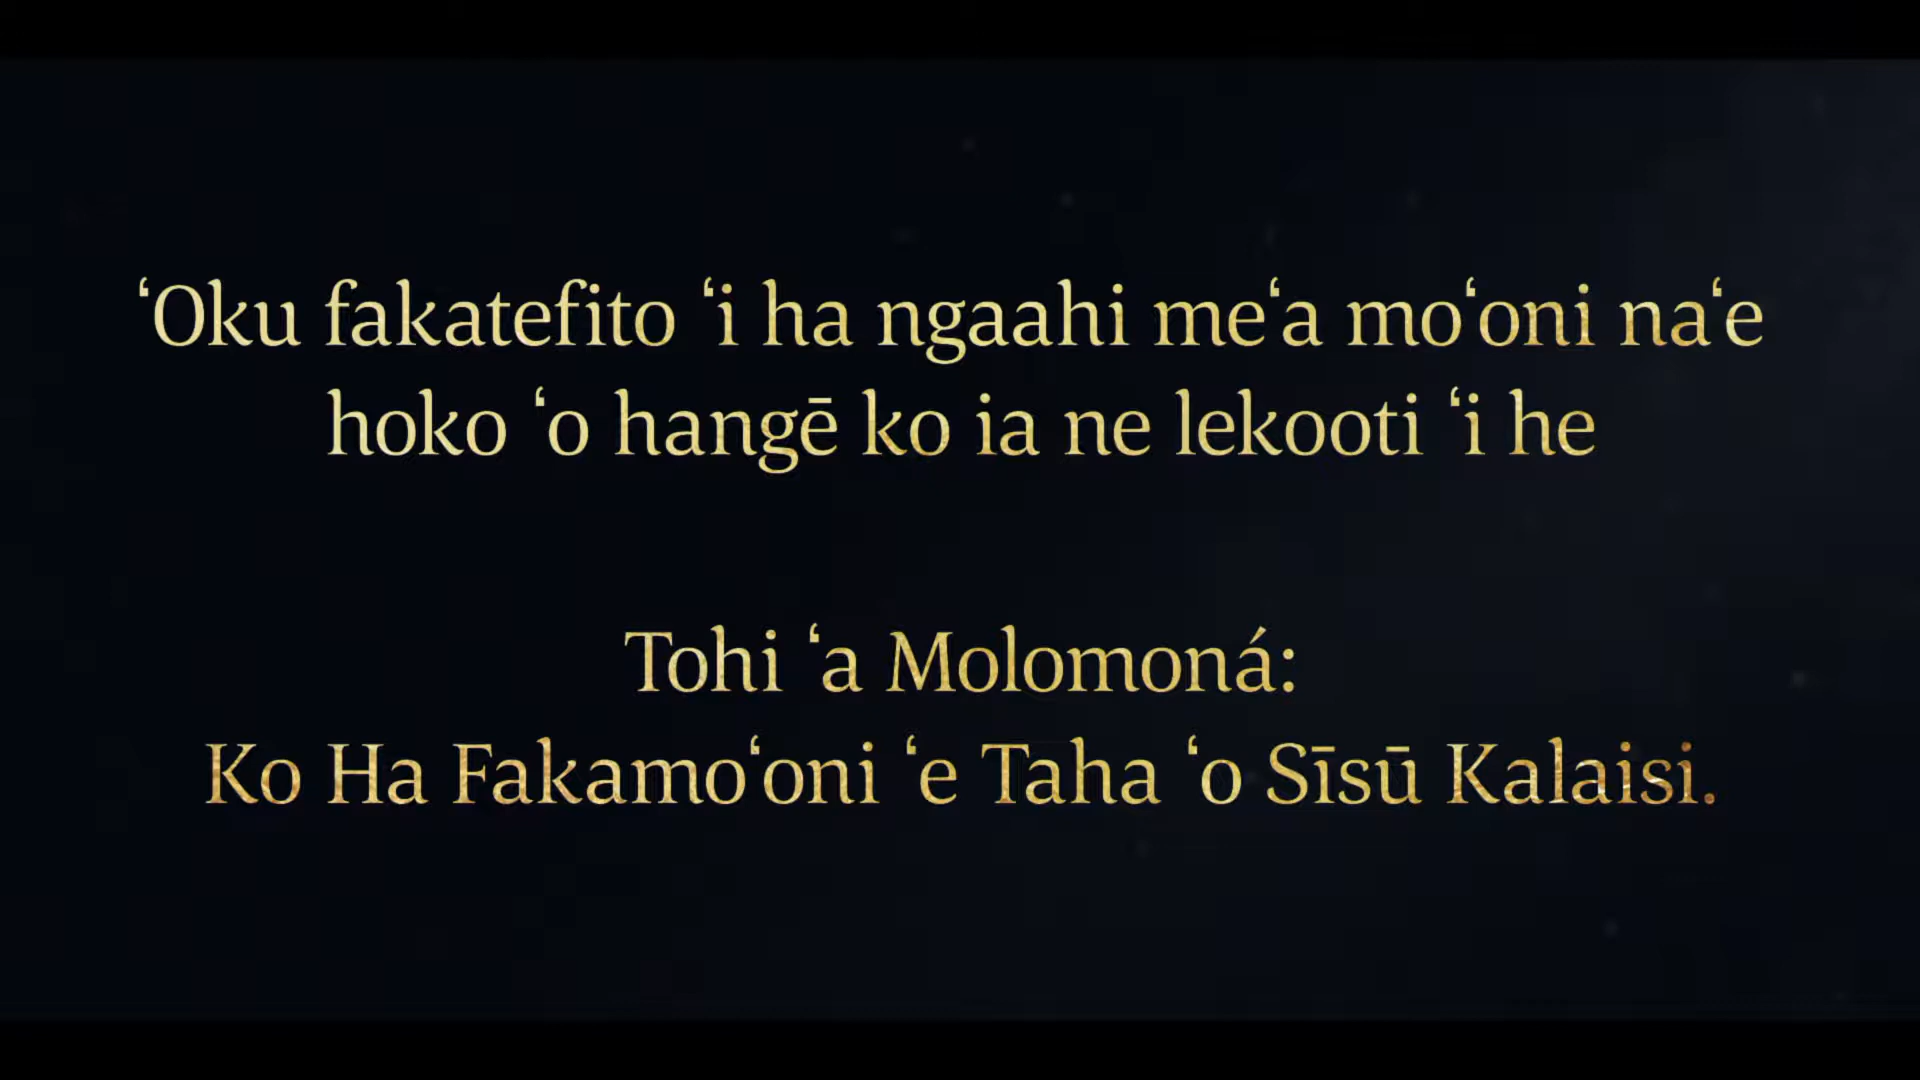 ʻOku fakatefito ʻi ha ngaahi meʻa moʻoni naʻe
hoko ʻo hangē ko ia ne lekooti ʻi he
Tohi ʻa Molomoná:
Ko Ha Fakamoʻoni ʻe Taha ʻo Sīsū Kalaisi.